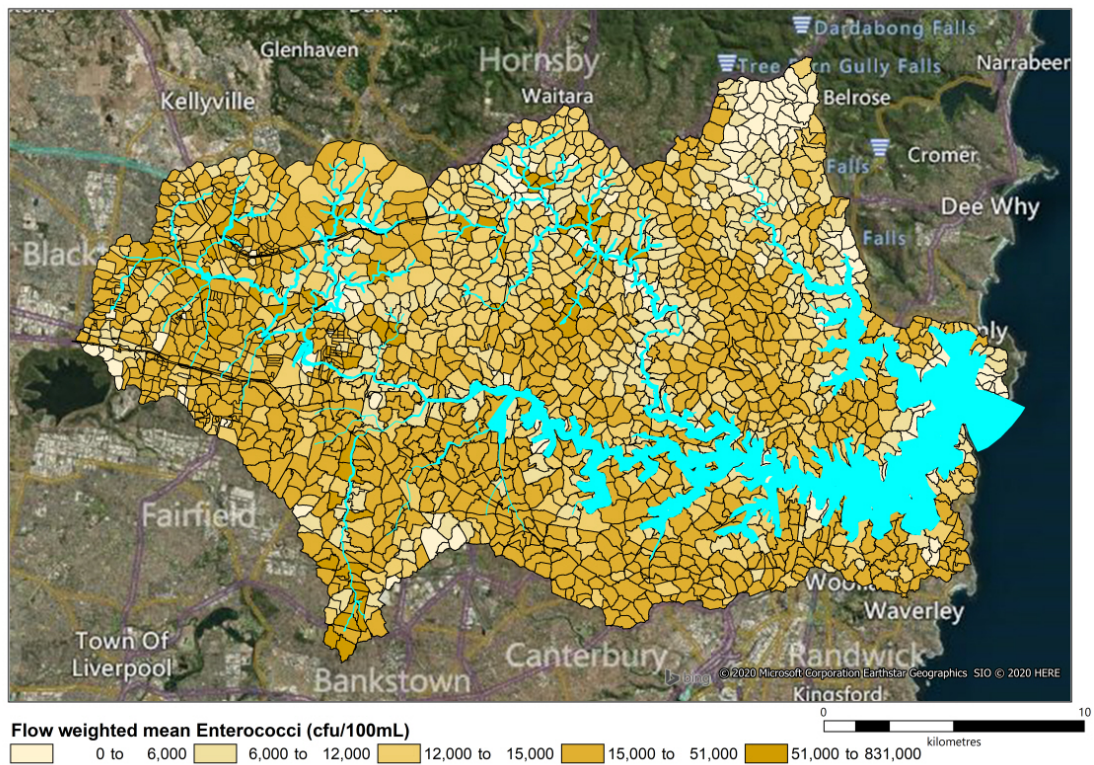 Dardabong Falls
Glenhaven
Hornsby
Tree
Gully Falls
Narrabeen
Kellyville
Waitara
Belrose
Falls
Cromer
Dee Why
Falls
Fairfield
Waverley
Town Of
Liverpool
Canterbury
Randwick
Bankstown
© 2020 Microsoft Corporation Earthstar Geographics SIO © 2020 HERE
Kingsford
Flow weighted mean Enterococci (cfu/100mL)
0 to 6,000 6,000 to 12,000 12,000 to 15,000 15,000 to 51,000 51,000 to 831,000
0 10
kilometres